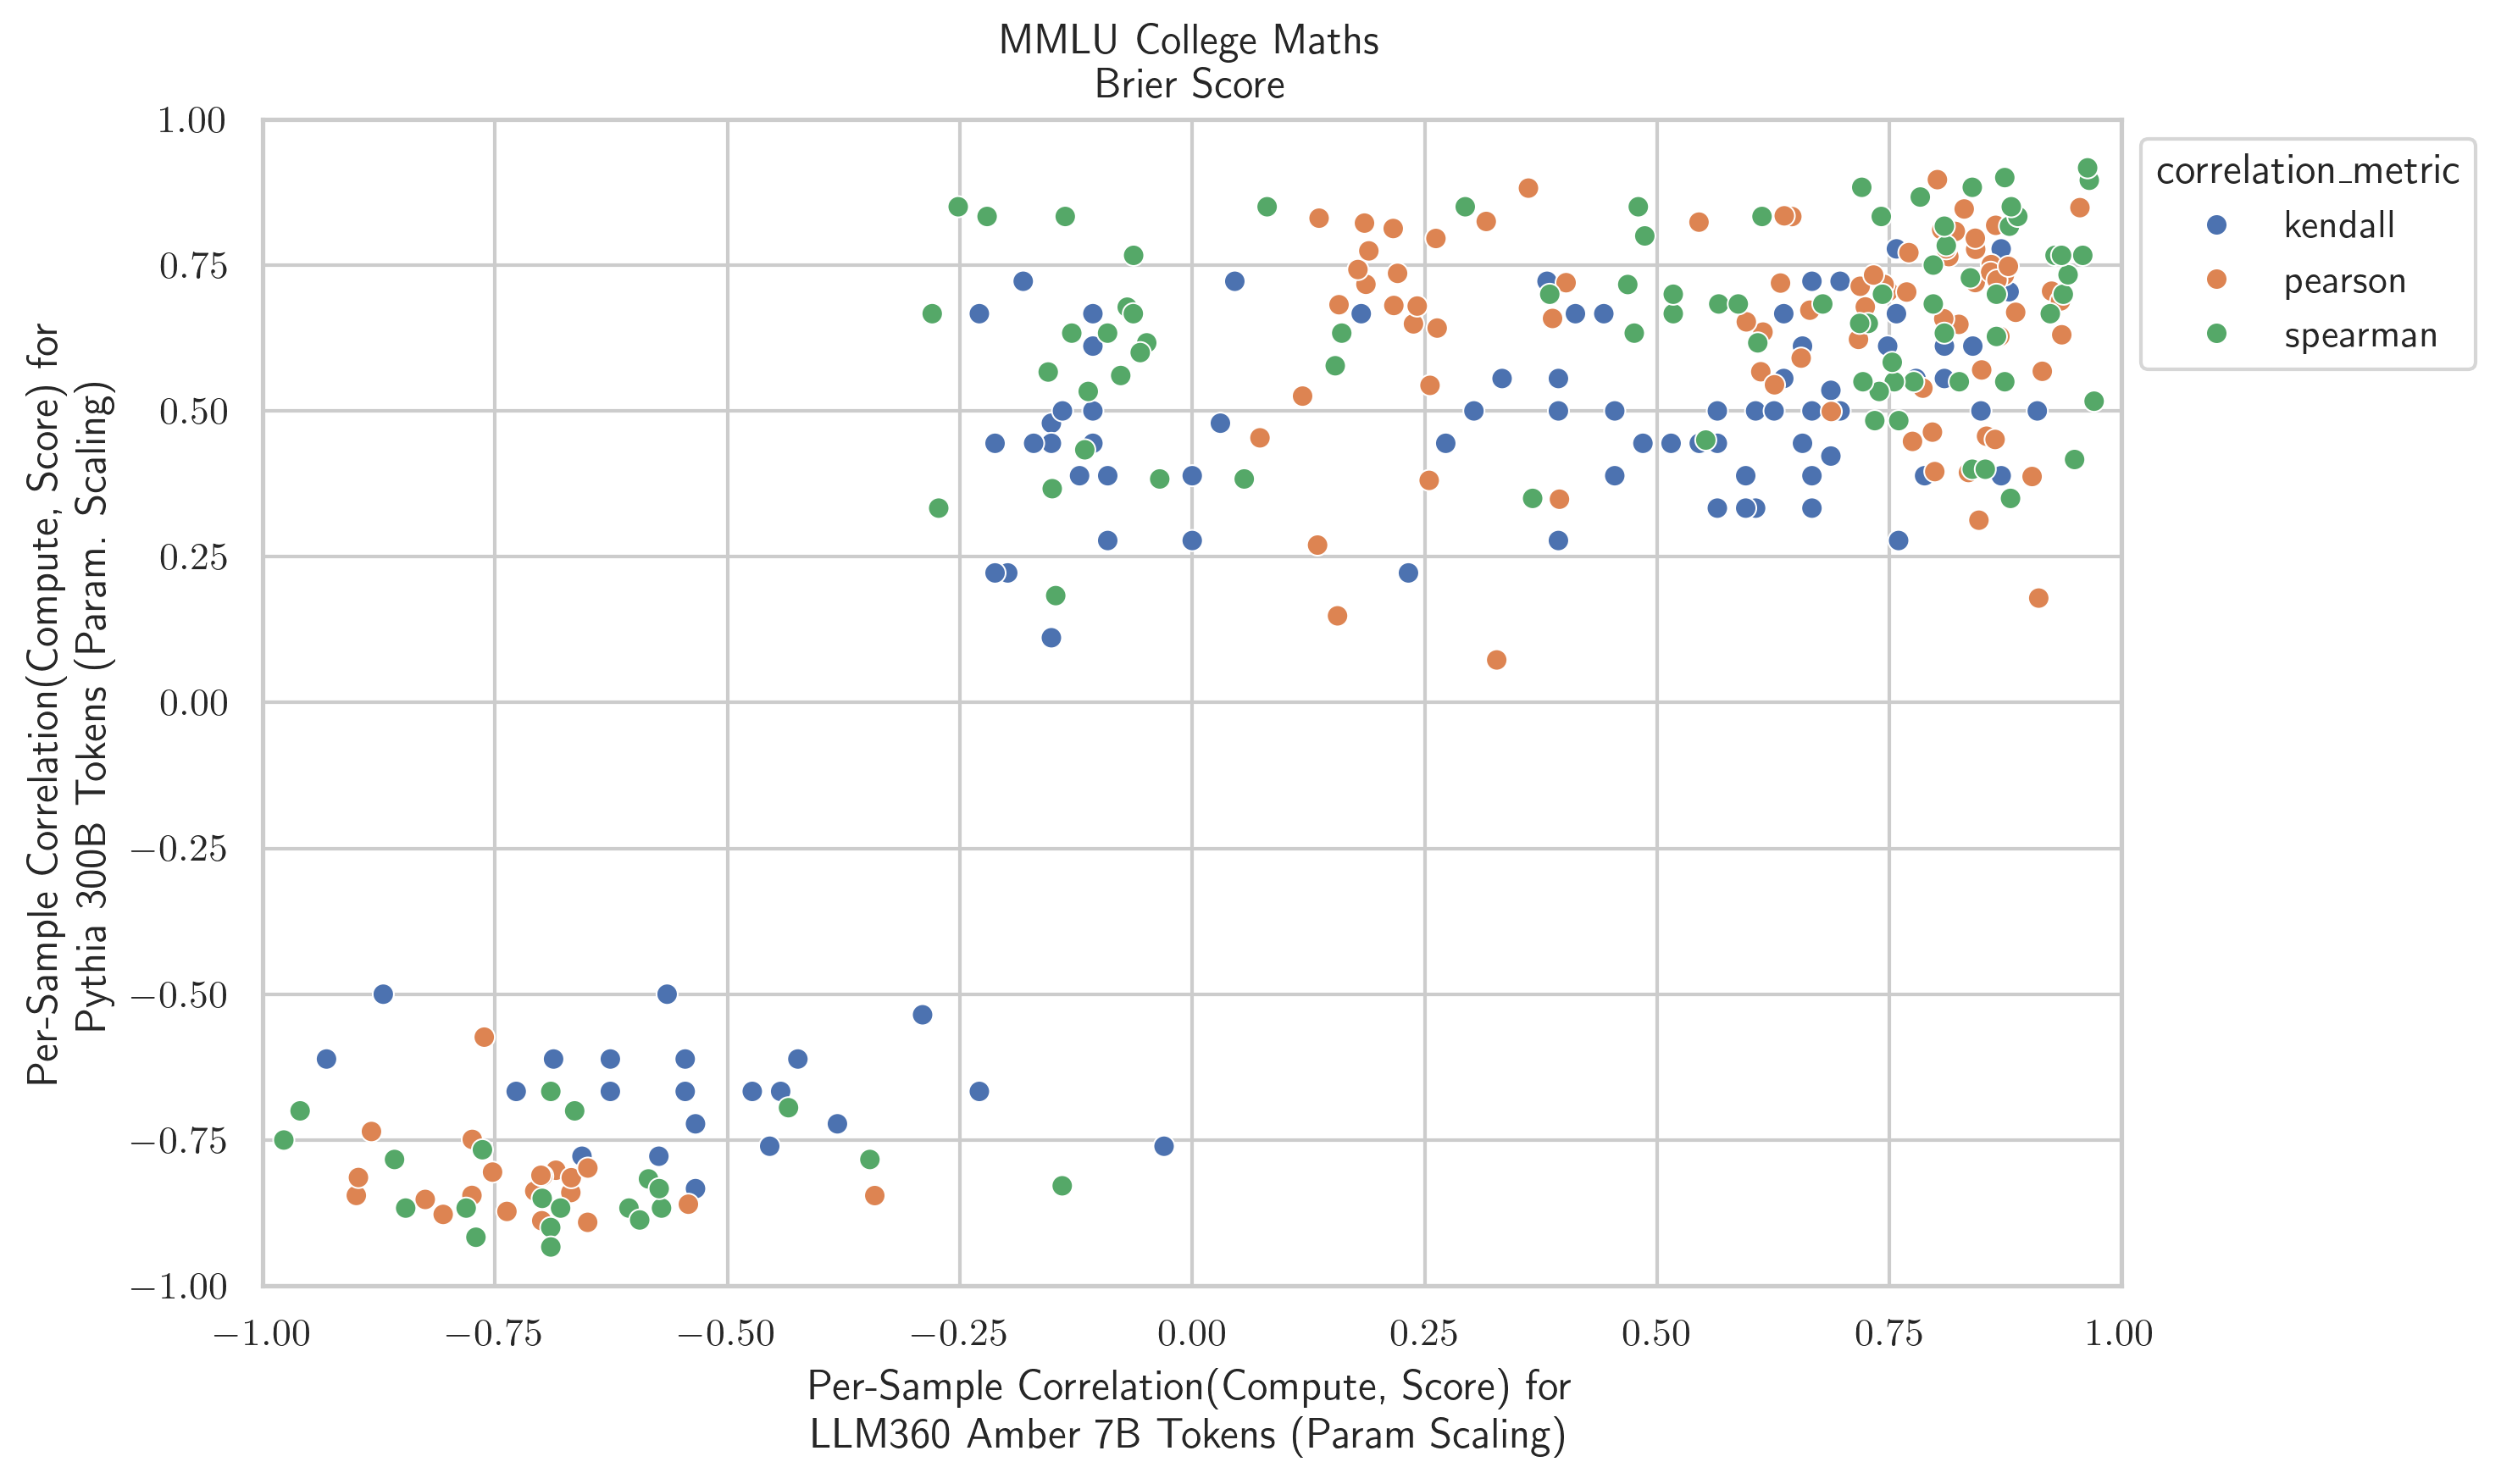 MMLU College Maths
Brier Score
Per-Sample Correlation(Compute, Score) for
Pythia 300B Tokens (Param. Scaling)
1.00
0.75
0.50
0.25
0.00
−0.25
−0.50
−0.75
−1.00
−1.00 −0.75 −0.50 −0.25 0.00 0.25 0.50 0.75 1.00
Per-Sample Correlation(Compute, Score) for
LLM360 Amber 7B Tokens (Param Scaling)
correlation_metric
kendall
pearson
spearman